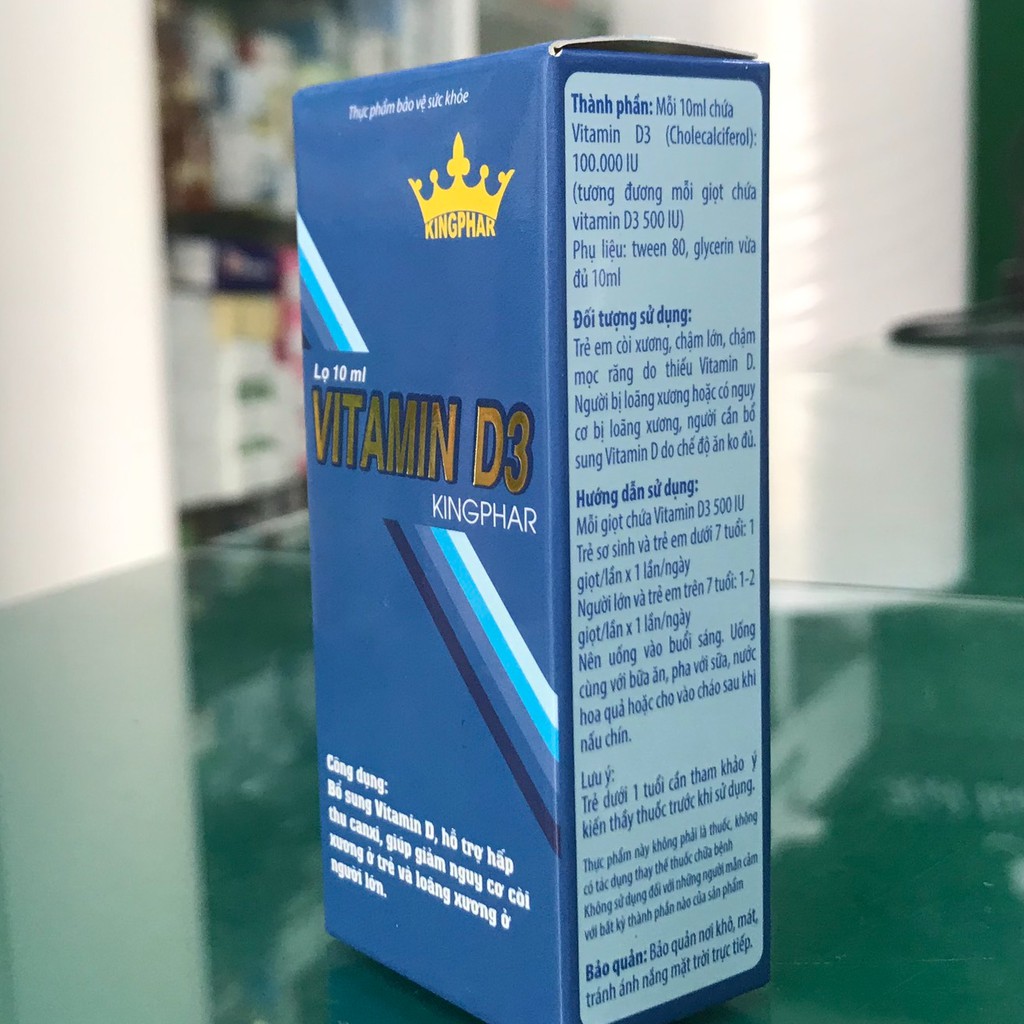 Thực phẩm bảo vệ sức khỏe
KINGPHAR
Lọ 10 ml
VITAMIN D3
KINGPHAR
Công dụng:
Bổ sung Vitamin D, hỗ trợ hấp
thu canxi, giúp giảm nguy cơ còi
xương ở trẻ và loãng xương ở
người lớn.
Thành phần: Mỗi 10ml chứa
Vitamin D3 (Cholecalciferol):
100.000 IU
(tương đương mỗi giọt chứa
vitamin D3 500 IU)
Phụ liệu: tween 80, glycerin vừa
đủ 10ml
Đối tượng sử dụng:
Trẻ em còi xương, chậm lớn, chậm
mọc răng do thiếu Vitamin D.
Người bị loãng xương hoặc có nguy
cơ bị loãng xương, người cần bổ
sung Vitamin D do chế độ ăn ko đủ.
Hướng dẫn sử dụng:
Mỗi giọt chứa Vitamin D3 500 IU
Trẻ sơ sinh và trẻ em dưới 7 tuổi: 1
giọt/lần x 1 lần/ngày
Người lớn và trẻ em trên 7 tuổi: 1-2
giọt/lần x 1 lần/ngày
Nên uống vào buổi sáng. Uống
cùng với bữa ăn, pha với sữa, nước
hoa quả hoặc cho vào cháo sau khi
nấu chín.
Lưu ý:
Trẻ dưới 1 tuổi cần tham khảo ý
kiến thầy thuốc trước khi sử dụng.
Thực phẩm này không phải là thuốc, không
có tác dụng thay thế thuốc chữa bệnh
Không sử dụng đối với những người mẫn cảm
với bất kỳ thành phần nào của sản phẩm
Bảo quản: Bảo quản nơi khô, mát,
tránh ánh nắng mặt trời trực tiếp.